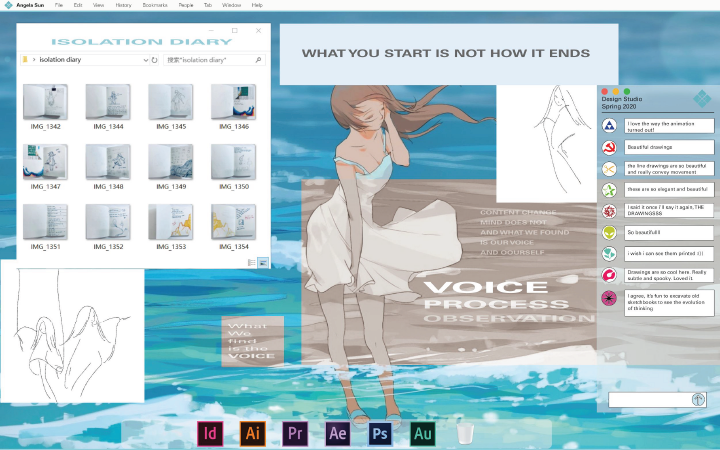 Angela Sun File Edit View History Bookmarks People Tab Window Help
ISOLATION DIARY
isolation diary
搜索"isolation diary"
IMG_1342 IMG_1344 IMG_1345 IMG_1346
IMG_1347 IMG_1348 IMG_1349 IMG_1350
IMG_1351 IMG_1352 IMG_1353 IMG_1354
WHAT YOU START IS NOT HOW IT ENDS
CONTENT CHANGE
MIND DOES NOT
AND WHAT WE FOUND
IS OUR VOICE
AND OOURSELF
VOICE
PROCESS
OBSERVATION
What
We
find
is the
VOICE
Design Studio
Spring 2020
I love the way the animation
turned out!
Beautiful drawings
the line drawings are so beautiful
and really convey movement
these are so elegant and beautiful
I said it once I'll say it again.THE
DRAWINGSSS
So beautifulll
i wish i can see them printed :((
Drawings are so cool here. Really
subtle and spooky. Loved it.
I agree, it's fun to excavate old
sketchbooks to see the evolution
of thinking
Id Ai Pr Ae Ps Au